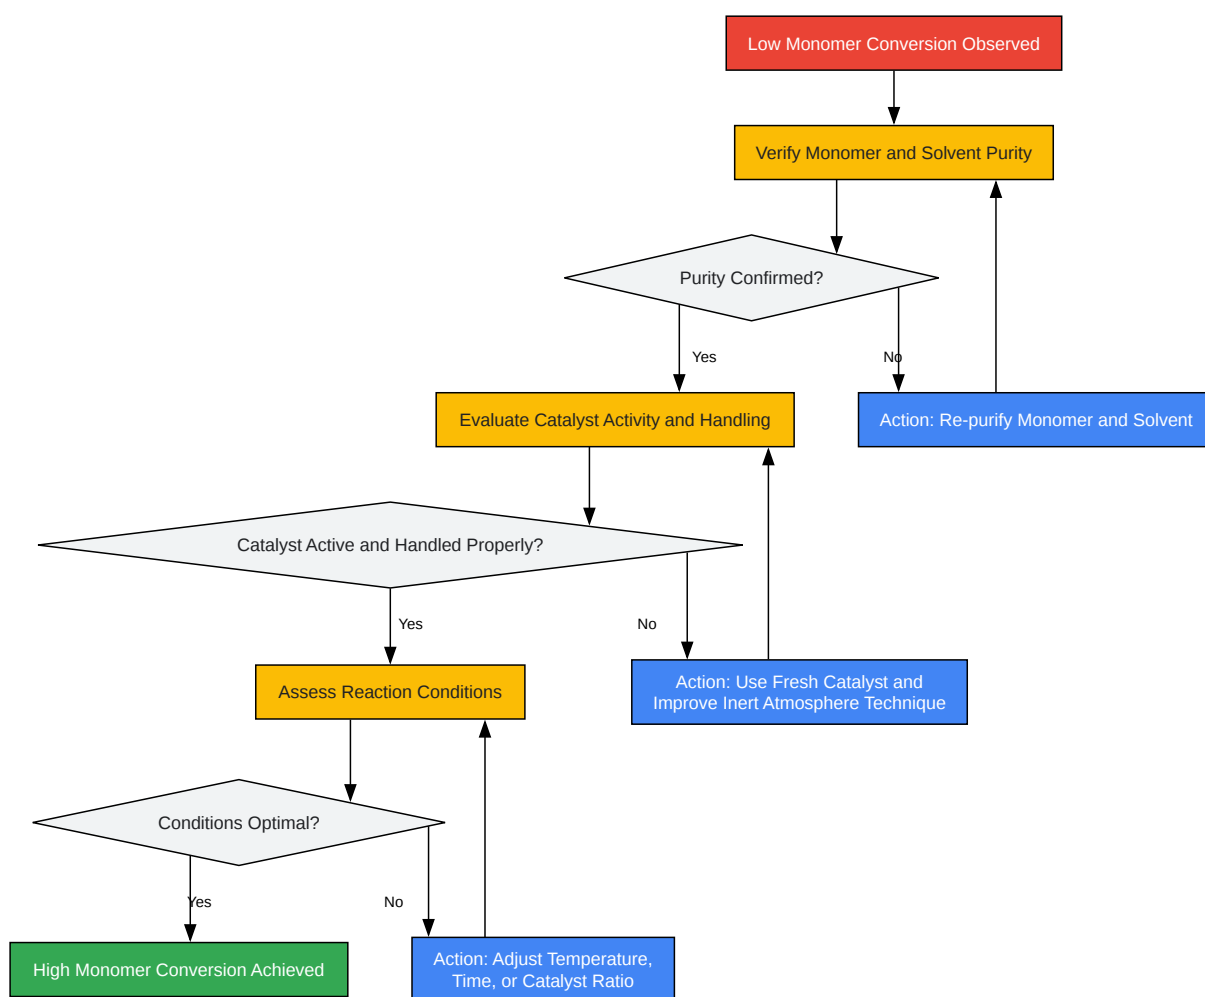 Low Monomer Conversion Observed
Verify Monomer and Solvent Purity
Purity Confirmed?
Yes
No
Evaluate Catalyst Activity and Handling
Action: Re-purify Monomer and Solvent
Catalyst Active and Handled Properly?
Yes
No
Assess Reaction Conditions
Action: Use Fresh Catalyst and
Improve Inert Atmosphere Technique
Conditions Optimal?
Yes
No
High Monomer Conversion Achieved
Action: Adjust Temperature,
Time, or Catalyst Ratio